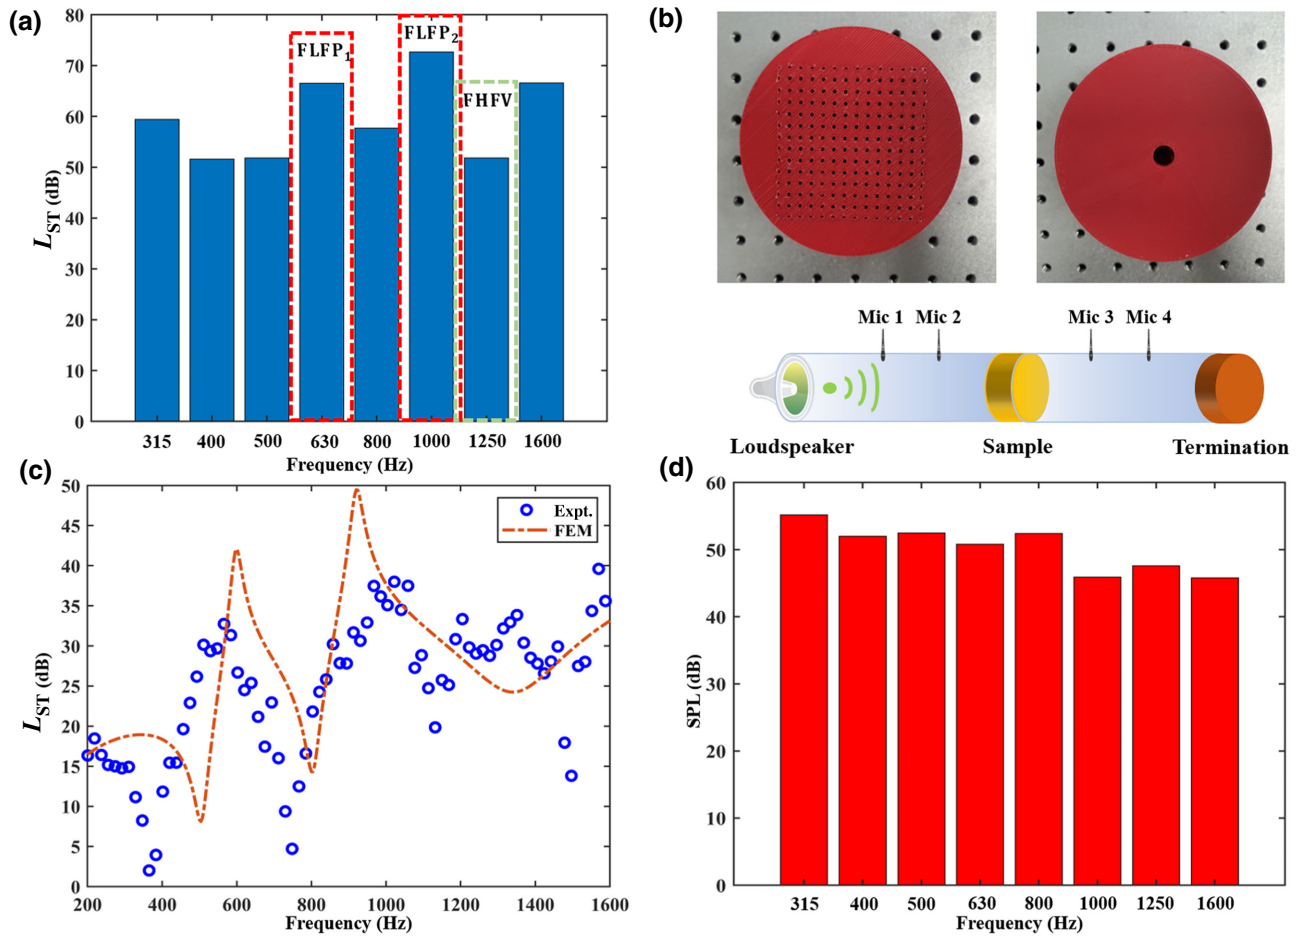 (a)
80
70
60
50
40
30
20
10
0
L_ST (dB)
FLFP_1
FLFP_2
FHFV
315 400 500 630 800 1000 1250 1600
Frequency (Hz)
(b)
Mic 1 Mic 2 Mic 3 Mic 4
Loudspeaker Sample Termination
(c)
50
45
40
35
30
25
20
15
10
5
0
L_ST (dB)
Expt.
FEM
200 400 600 800 1000 1200 1400 1600
Frequency (Hz)
(d)
60
50
40
30
20
10
0
SPL (dB)
315 400 500 630 800 1000 1250 1600
Frequency (Hz)